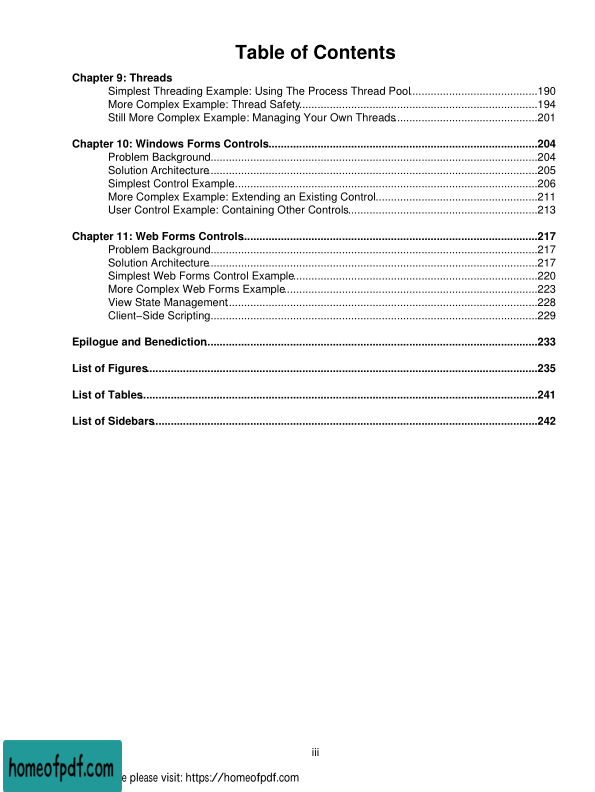 Table of Contents
Chapter 9: Threads
Simplest Threading Example: Using The Process Thread Pool.........................................190
More Complex Example: Thread Safety.............................................................................194
Still More Complex Example: Managing Your Own Threads..............................................201
Chapter 10: Windows Forms Controls.......................................................................................204
Problem Background..........................................................................................................204
Solution Architecture...........................................................................................................205
Simplest Control Example...................................................................................................206
More Complex Example: Extending an Existing Control.....................................................211
User Control Example: Containing Other Controls..............................................................213
Chapter 11: Web Forms Controls...............................................................................................217
Problem Background..........................................................................................................217
Solution Architecture...........................................................................................................217
Simplest Web Forms Control Example................................................................................220
More Complex Web Forms Example...................................................................................223
View State Management.....................................................................................................228
Client−Side Scripting..........................................................................................................229
Epilogue and Benediction...........................................................................................................233
List of Figures..............................................................................................................................235
List of Tables...............................................................................................................................241
List of Sidebars............................................................................................................................242
iii
homeofpdf.com
e please visit: https://homeofpdf.com